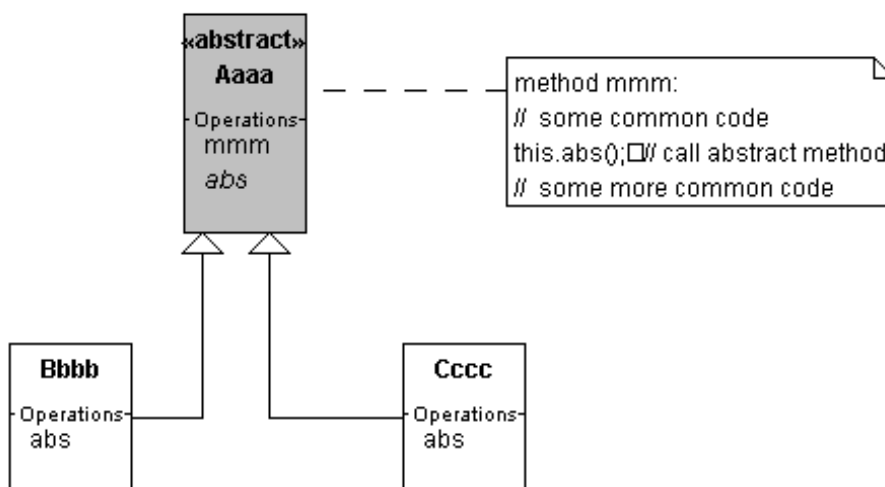 «abstract»
Aaaa
Operations
mmm
abs
method mmm:
// some common code
this.abs();□// call abstract method
// some more common code
Bbbb
Operations
abs
Cccc
Operations
abs